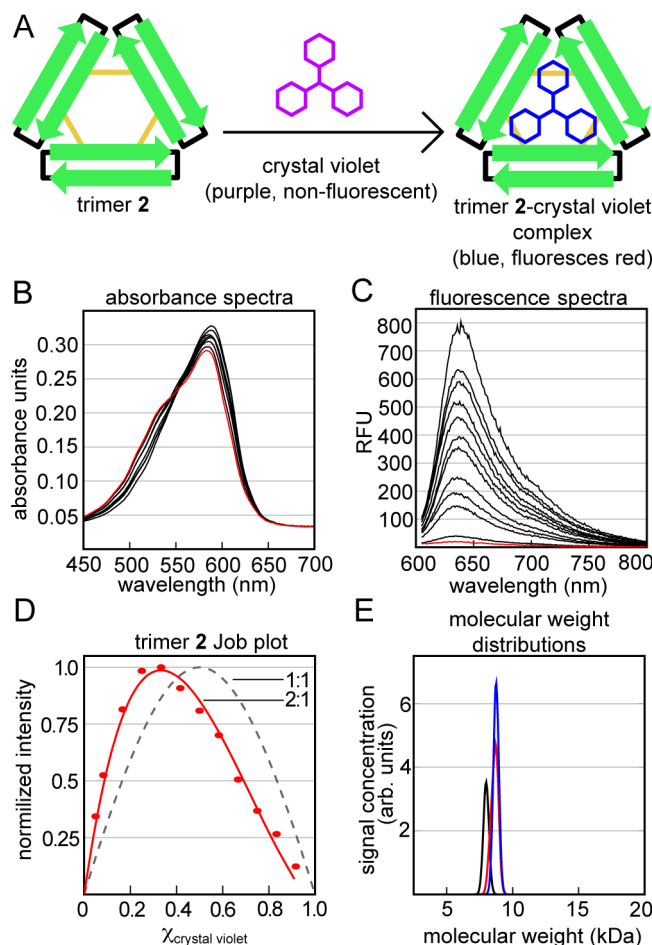 A
trimer 2
crystal violet
(purple, non-fluorescent)
trimer 2-crystal violet
complex
(blue, fluoresces red)
B
absorbance spectra
absorbance units
0.30
0.25
0.20
0.15
0.10
0.05
450 500 550 600 650 700
wavelength (nm)
C
fluorescence spectra
RFU
800
700
600
500
400
300
200
100
600 650 700 800
wavelength (nm)
D
trimer 2 Job plot
normilized intensity
1.0
0.75
0.5
0.25
1:1
2:1
0 0.2 0.4 0.6 0.8 1.0
χcrystal violet
E
molecular weight
distributions
signal concentration
(arb. units)
6
4
2
5 10 15 20
molecular weight (kDa)